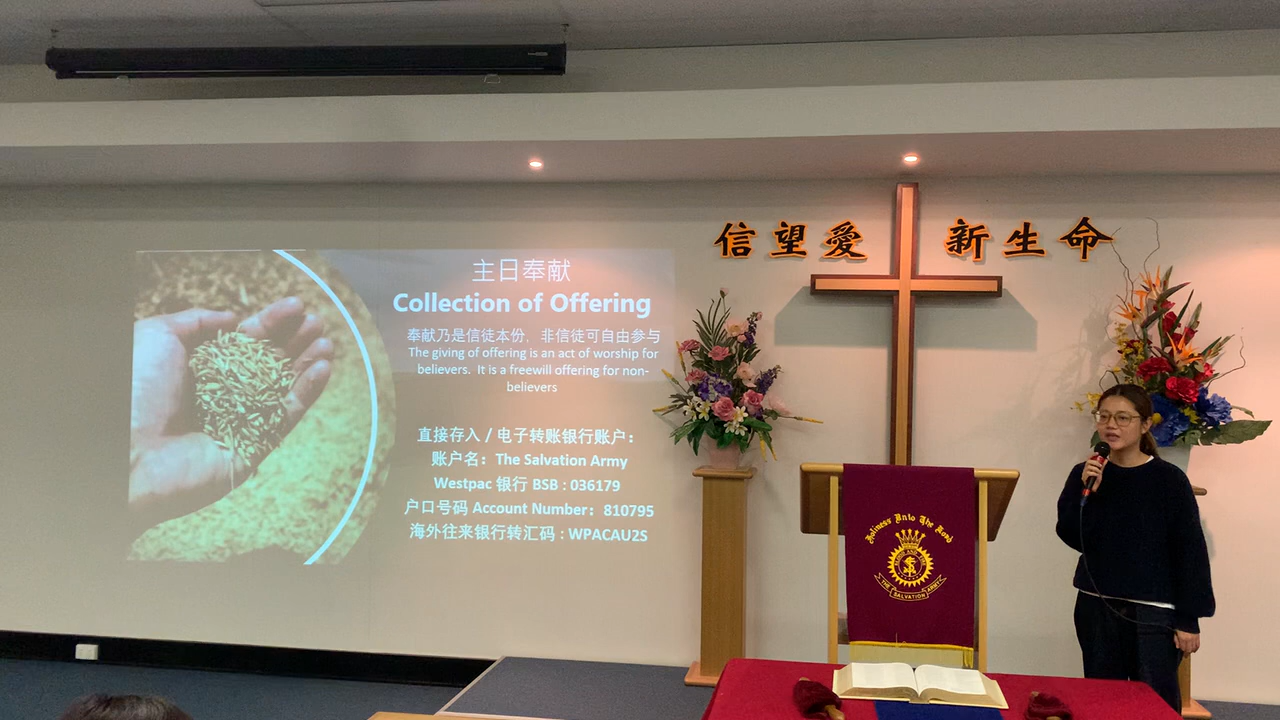 主日奉献
Collection of Offering
奉献乃是信徒本份，非信徒可自由参与
The giving of offering is an act of worship for
believers. It is a freewill offering for non-
believers
直接存入 / 电子转账银行账户：
账户名：The Salvation Army
Westpac 银行 BSB : 036179
户口号码 Account Number：810795
海外往来银行转汇码 : WPACAU2S
信望愛 新生命
Holiness Unto The Lord
BLOOD AND FIRE
THE SALVATION ARMY